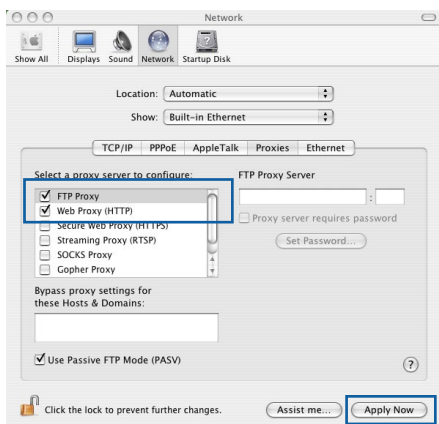 Network
Show All Displays Sound Network Startup Disk
Location: Automatic
Show: Built-in Ethernet
TCP/IP PPPoE AppleTalk Proxies Ethernet
Select a proxy server to configure: FTP Proxy Server
FTP Proxy :
Web Proxy (HTTP) Proxy server requires password
Secure Web Proxy (HTTPS)
Streaming Proxy (RTSP) Set Password...
SOCKS Proxy
Gopher Proxy
Bypass proxy settings for
these Hosts & Domains:
Use Passive FTP Mode (PASV) ?
Click the lock to prevent further changes. Assist me... Apply Now